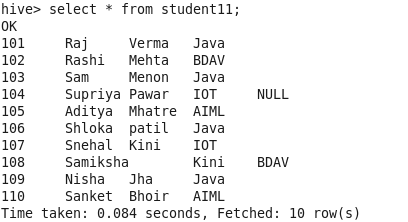 hive> select * from student11;
OK
101 Raj Verma Java
102 Rashi Mehta BDAV
103 Sam Menon Java
104 Supriya Pawar IOT NULL
105 Aditya Mhatre AIML
106 Shloka patil Java
107 Snehal Kini IOT
108 Samiksha Kini BDAV
109 Nisha Jha Java
110 Sanket Bhoir AIML
Time taken: 0.084 seconds, Fetched: 10 row(s)